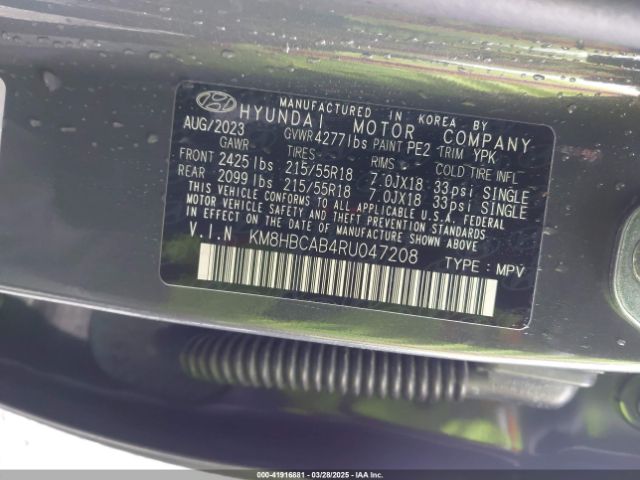 MANUFACTURED IN KOREA BY
HYUNDAI MOTOR COMPANY
AUG/2023 GVWR 4277lbs PAINT PE2 TRIM YPK
GAWR TIRES RIMS COLD TIRE INFL
FRONT 2425 lbs 215/55R18 7.0JX18 33psi SINGLE
REAR 2099 lbs 215/55R18 7.0JX18 33psi SINGLE
THIS VEHICLE CONFORMS TO ALL APPLICABLE U.S.A. FEDERAL
MOTOR VEHICLE SAFETY AND THEFT PREVENTION STANDARDS
IN EFFECT ON THE DATE OF MANUFACTURE SHOWN ABOVE.
V.I.N KM8HBCAB4RU047208
TYPE : MPV
000-41916881 - 03/28/2025 - IAAI.COM